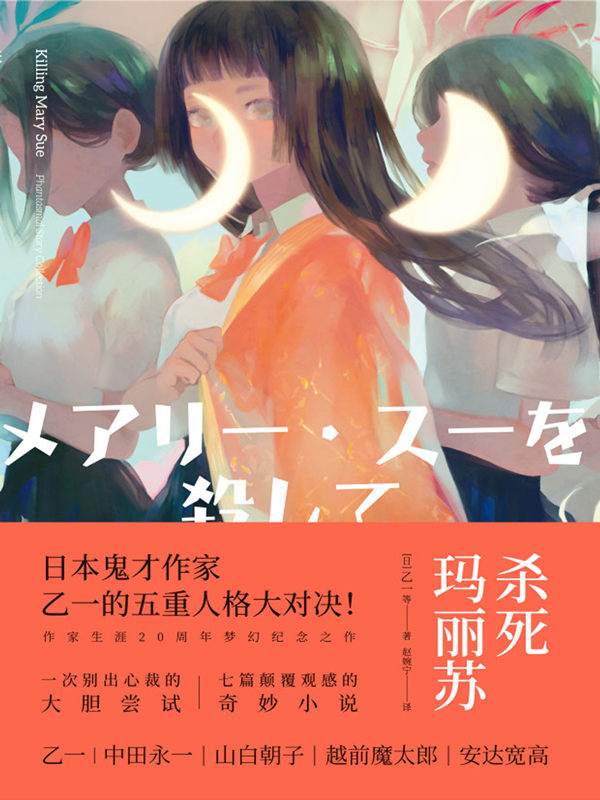 Killing Mary Sue
Phantasmal Story Collection
メアリー・スーを
殺して
日本鬼才作家
乙一的五重人格大对决！
作家生涯20周年梦幻纪念之作
一次别出心裁的
大胆尝试
七篇颠覆观感的
奇妙小说
杀死
玛丽苏
[日]乙一 等——著 赵婉宁——译
乙一|中田永一|山白朝子|越前魔太郎|安达宽高